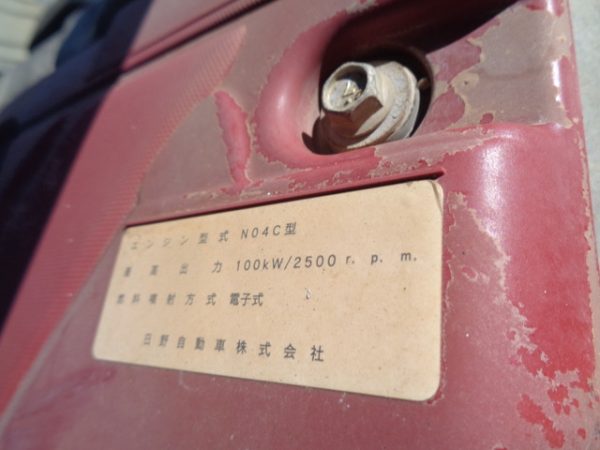 エンジン型式 N04C型
最高出力 100kW/2500 r. p. m.
燃料噴射方式 電子式
日野自動車株式会社